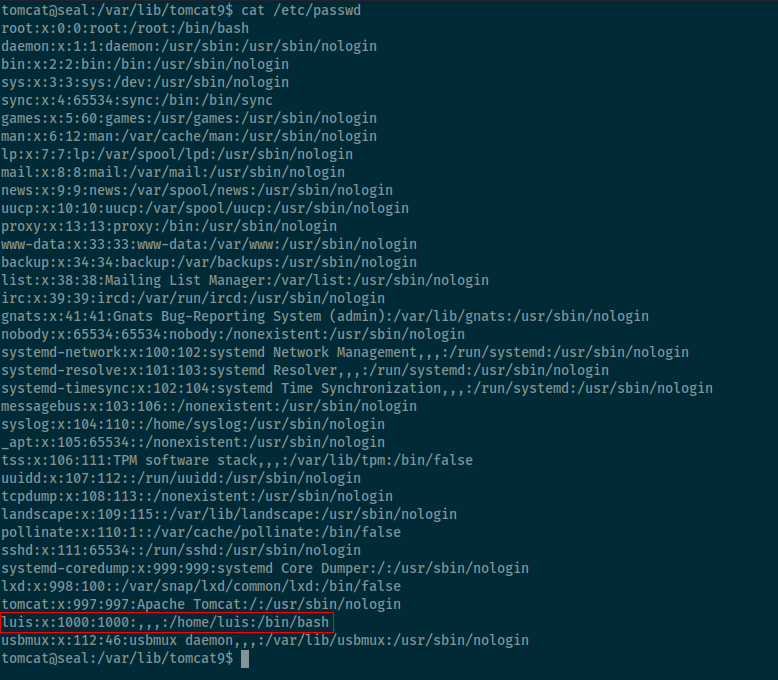 tomcat@seal:/var/lib/tomcat9$ cat /etc/passwd
root:x:0:0:root:/root:/bin/bash
daemon:x:1:1:daemon:/usr/sbin:/usr/sbin/nologin
bin:x:2:2:bin:/bin:/usr/sbin/nologin
sys:x:3:3:sys:/dev:/usr/sbin/nologin
sync:x:4:65534:sync:/bin:/bin/sync
games:x:5:60:games:/usr/games:/usr/sbin/nologin
man:x:6:12:man:/var/cache/man:/usr/sbin/nologin
lp:x:7:7:lp:/var/spool/lpd:/usr/sbin/nologin
mail:x:8:8:mail:/var/mail:/usr/sbin/nologin
news:x:9:9:news:/var/spool/news:/usr/sbin/nologin
uucp:x:10:10:uucp:/var/spool/uucp:/usr/sbin/nologin
proxy:x:13:13:proxy:/bin:/usr/sbin/nologin
www-data:x:33:33:www-data:/var/www:/usr/sbin/nologin
backup:x:34:34:backup:/var/backups:/usr/sbin/nologin
list:x:38:38:Mailing List Manager:/var/list:/usr/sbin/nologin
irc:x:39:39:ircd:/var/run/ircd:/usr/sbin/nologin
gnats:x:41:41:Gnats Bug-Reporting System (admin):/var/lib/gnats:/usr/sbin/nologin
nobody:x:65534:65534:nobody:/nonexistent:/usr/sbin/nologin
systemd-network:x:100:102:systemd Network Management,,,:/run/systemd:/usr/sbin/nologin
systemd-resolve:x:101:103:systemd Resolver,,,:/run/systemd:/usr/sbin/nologin
systemd-timesync:x:102:104:systemd Time Synchronization,,,:/run/systemd:/usr/sbin/nologin
messagebus:x:103:106::/nonexistent:/usr/sbin/nologin
syslog:x:104:110::/home/syslog:/usr/sbin/nologin
_apt:x:105:65534::/nonexistent:/usr/sbin/nologin
tss:x:106:111:TPM software stack,,,:/var/lib/tpm:/bin/false
uuidd:x:107:112::/run/uuidd:/usr/sbin/nologin
tcpdump:x:108:113::/nonexistent:/usr/sbin/nologin
landscape:x:109:115::/var/lib/landscape:/usr/sbin/nologin
pollinate:x:110:1::/var/cache/pollinate:/bin/false
sshd:x:111:65534::/run/sshd:/usr/sbin/nologin
systemd-coredump:x:999:999:systemd Core Dumper:/:/usr/sbin/nologin
lxd:x:998:100::/var/snap/lxd/common/lxd:/bin/false
tomcat:x:997:997:Apache Tomcat:/:/usr/sbin/nologin
luis:x:1000:1000:,,,:/home/luis:/bin/bash
usbmux:x:112:46:usbmux daemon,,,:/var/lib/usbmux:/usr/sbin/nologin
tomcat@seal:/var/lib/tomcat9$